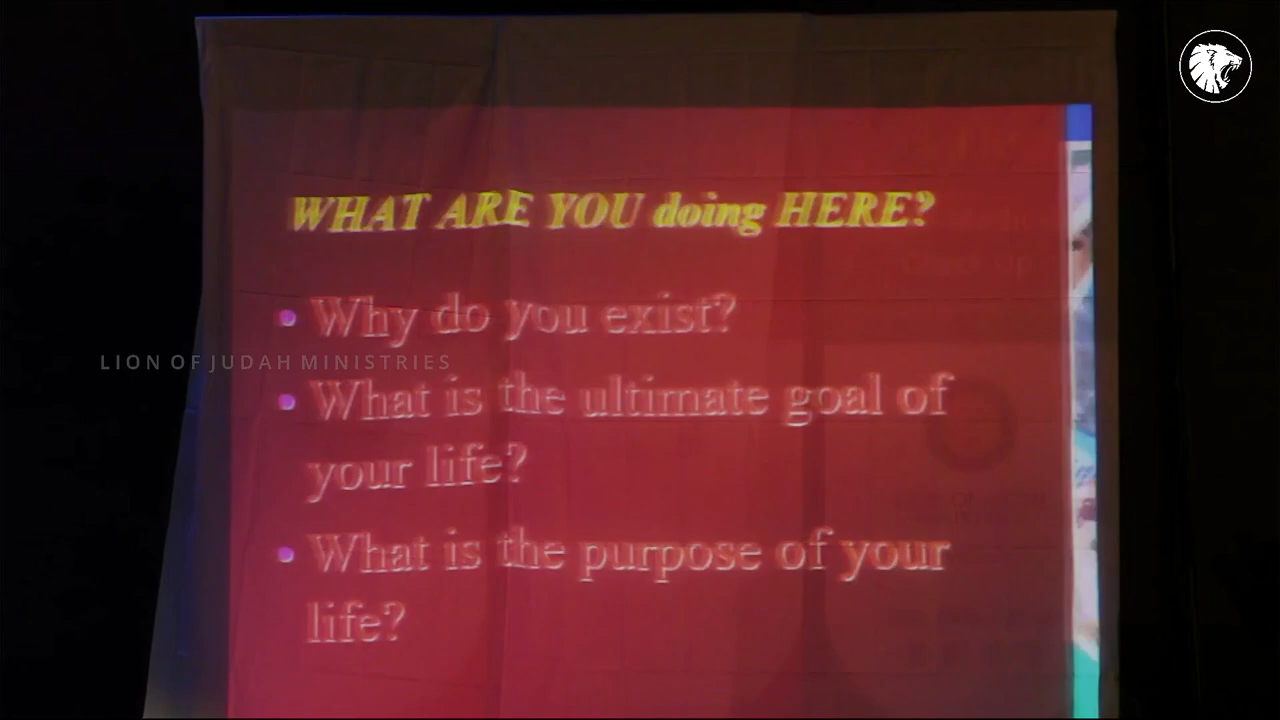 WHAT ARE YOU doing HERE?
• Why do you exist?
LION OF JUDAH MINISTRIES
• What is the ultimate goal of
your life?
• What is the purpose of your
life?